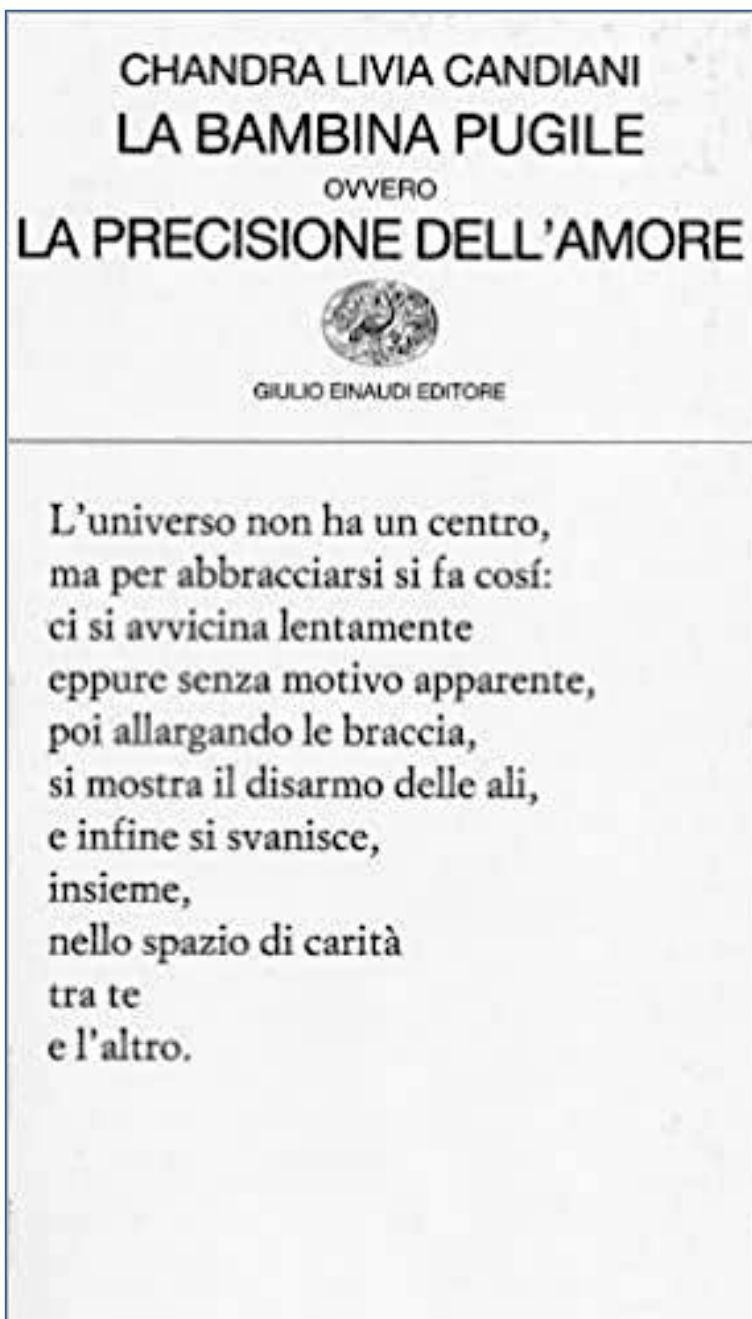 CHANDRA LIVIA CANDIANI
LA BAMBINA PUGILE
OVVERO
LA PRECISIONE DELL'AMORE
GIULIO EINAUDI EDITORE
L'universo non ha un centro,
ma per abbracciarsi si fa cosí:
ci si avvicina lentamente
eppure senza motivo apparente,
poi allargando le braccia,
si mostra il disarmo delle ali,
e infine si svanisce,
insieme,
nello spazio di carità
tra te
e l'altro.